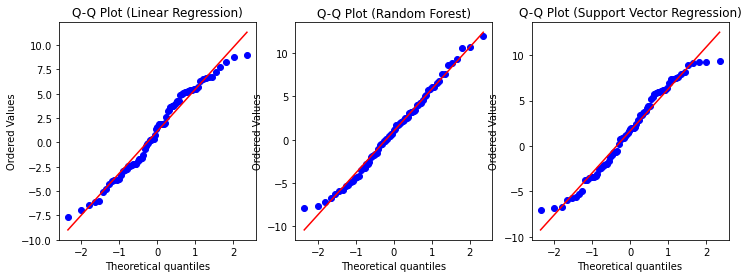 Q-Q Plot (Linear Regression)
10.0
7.5
5.0
2.5
0.0
−2.5
−5.0
−7.5
−10.0
Ordered Values
−2 −1 0 1 2
Theoretical quantiles
Q-Q Plot (Random Forest)
10
5
0
−5
−10
Ordered Values
−2 −1 0 1 2
Theoretical quantiles
Q-Q Plot (Support Vector Regression)
10
5
0
−5
−10
Ordered Values
−2 −1 0 1 2
Theoretical quantiles